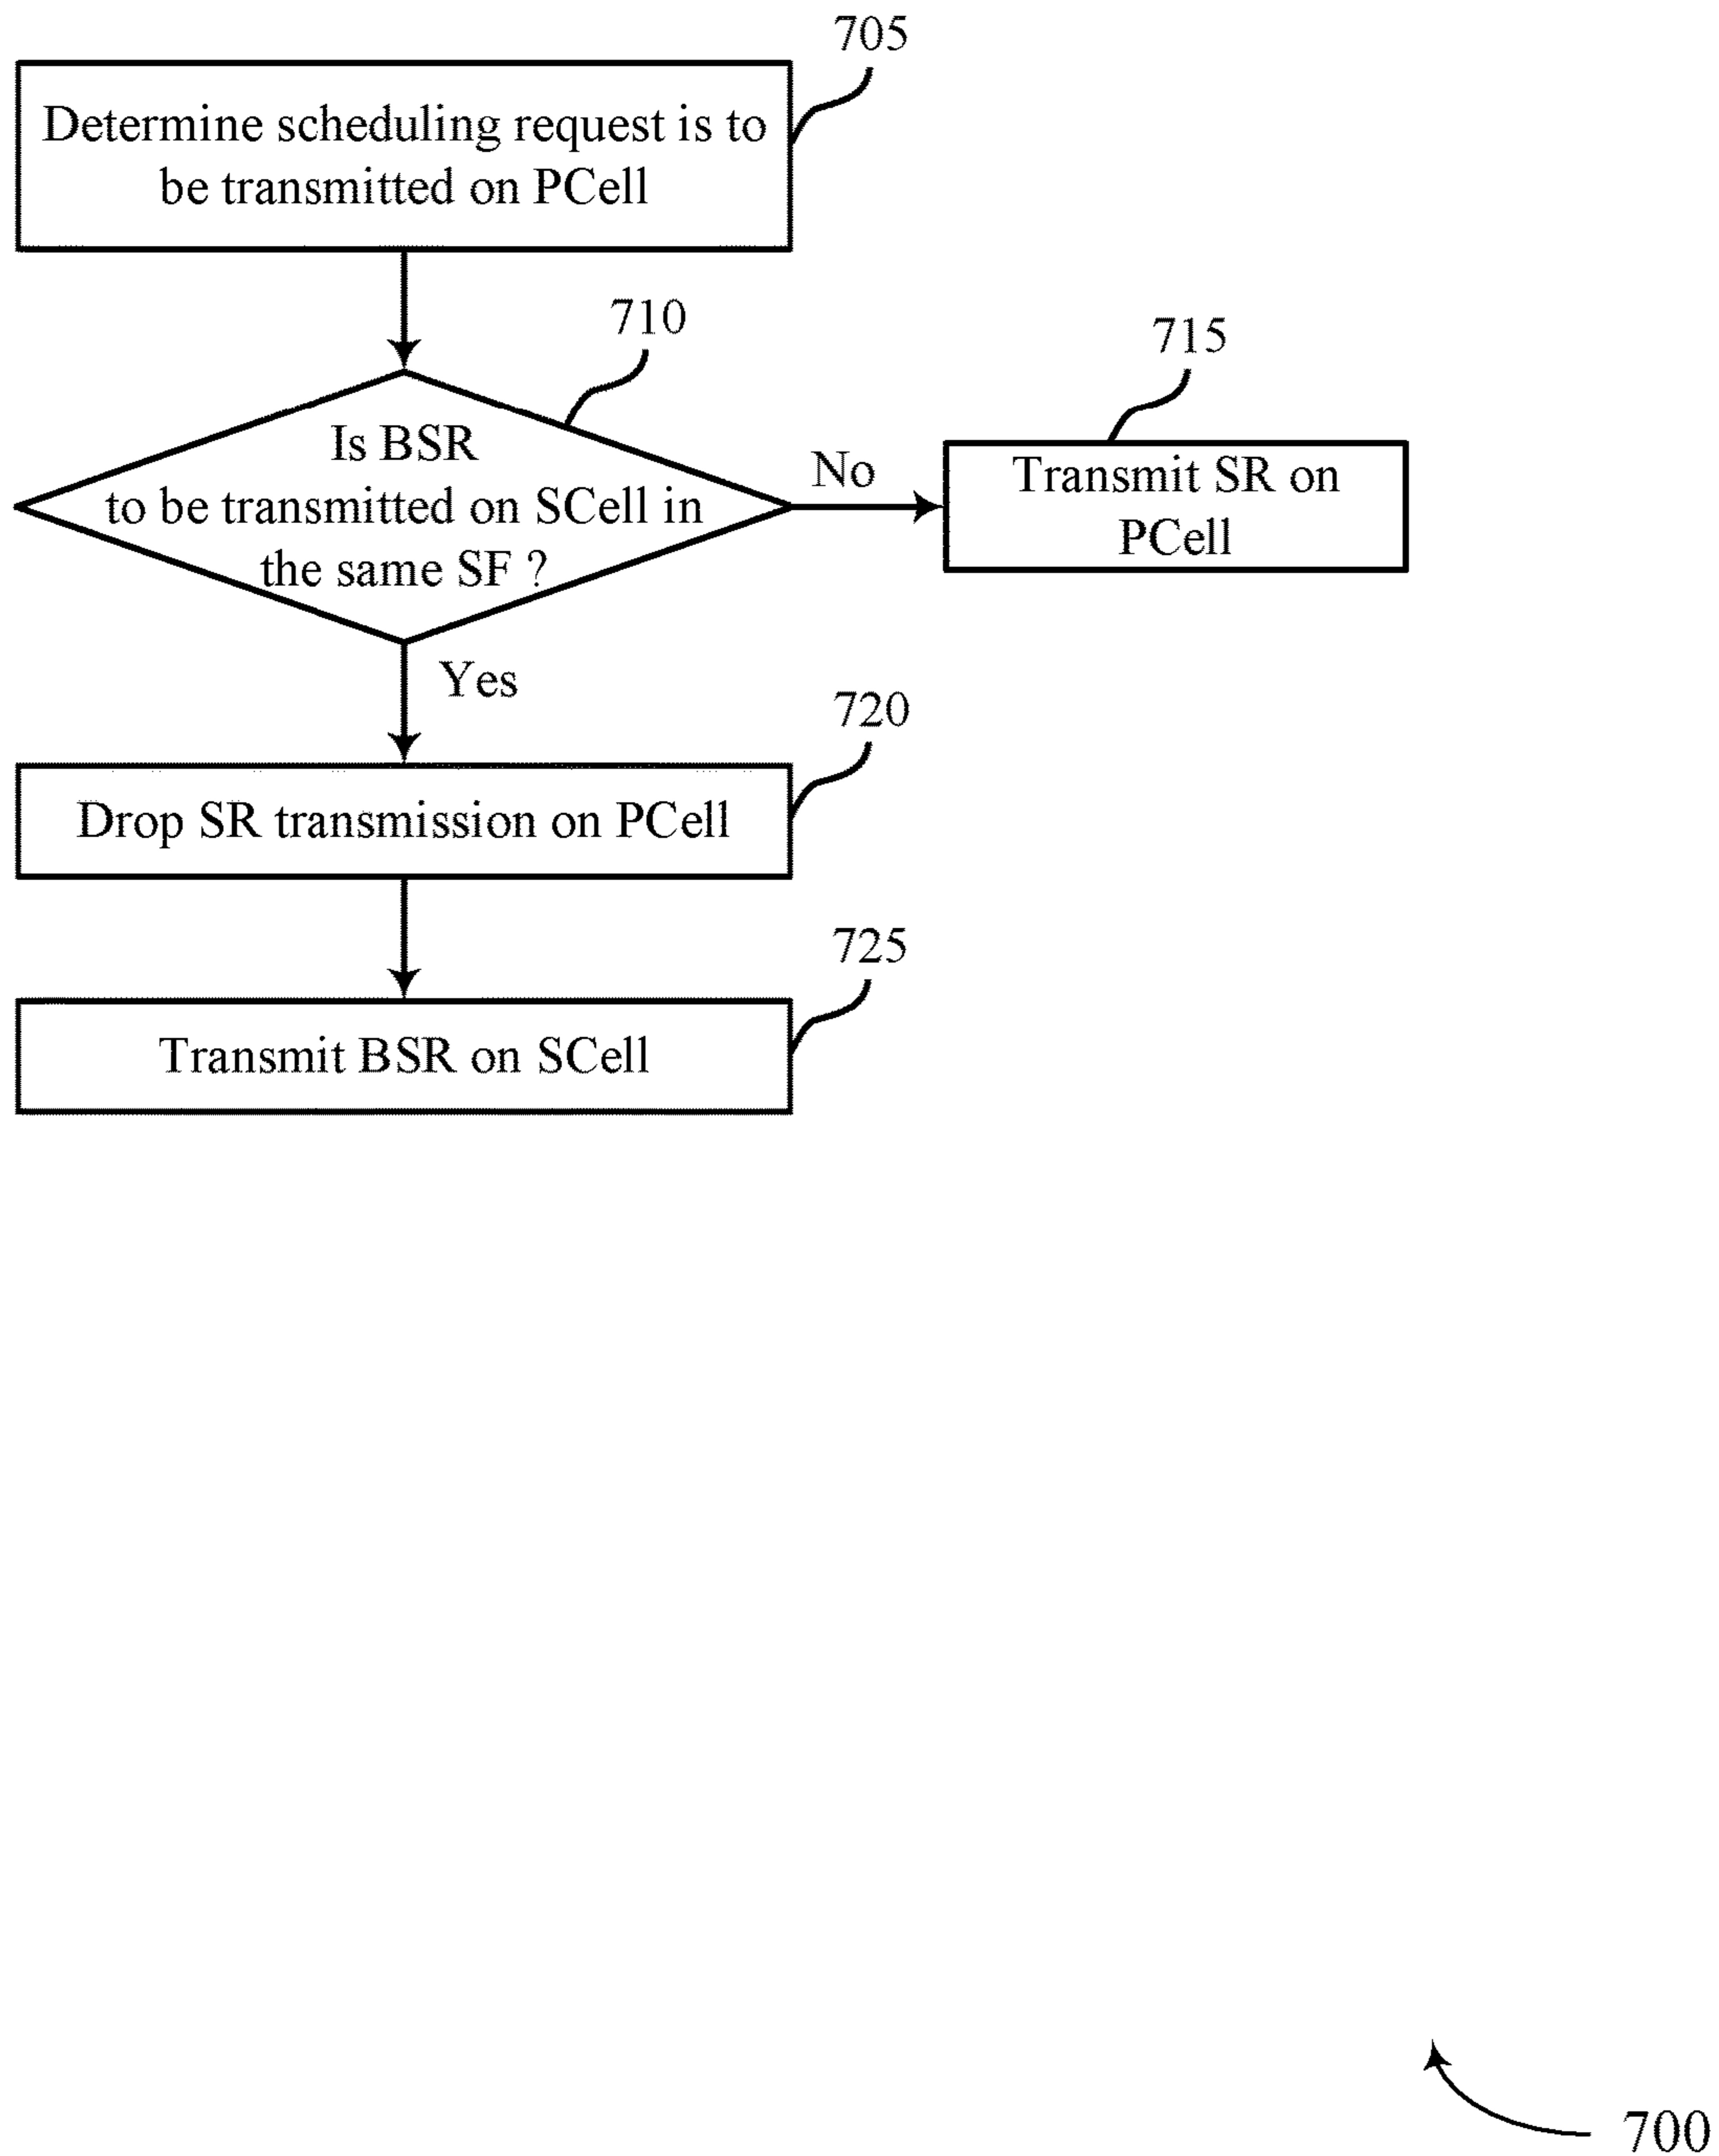 705
Determine scheduling request is to
be transmitted on PCell
710
715
Is BSR
to be transmitted on SCell in
the same SF ?
No
Transmit SR on
PCell
Yes
720
Drop SR transmission on PCell
725
Transmit BSR on SCell
700